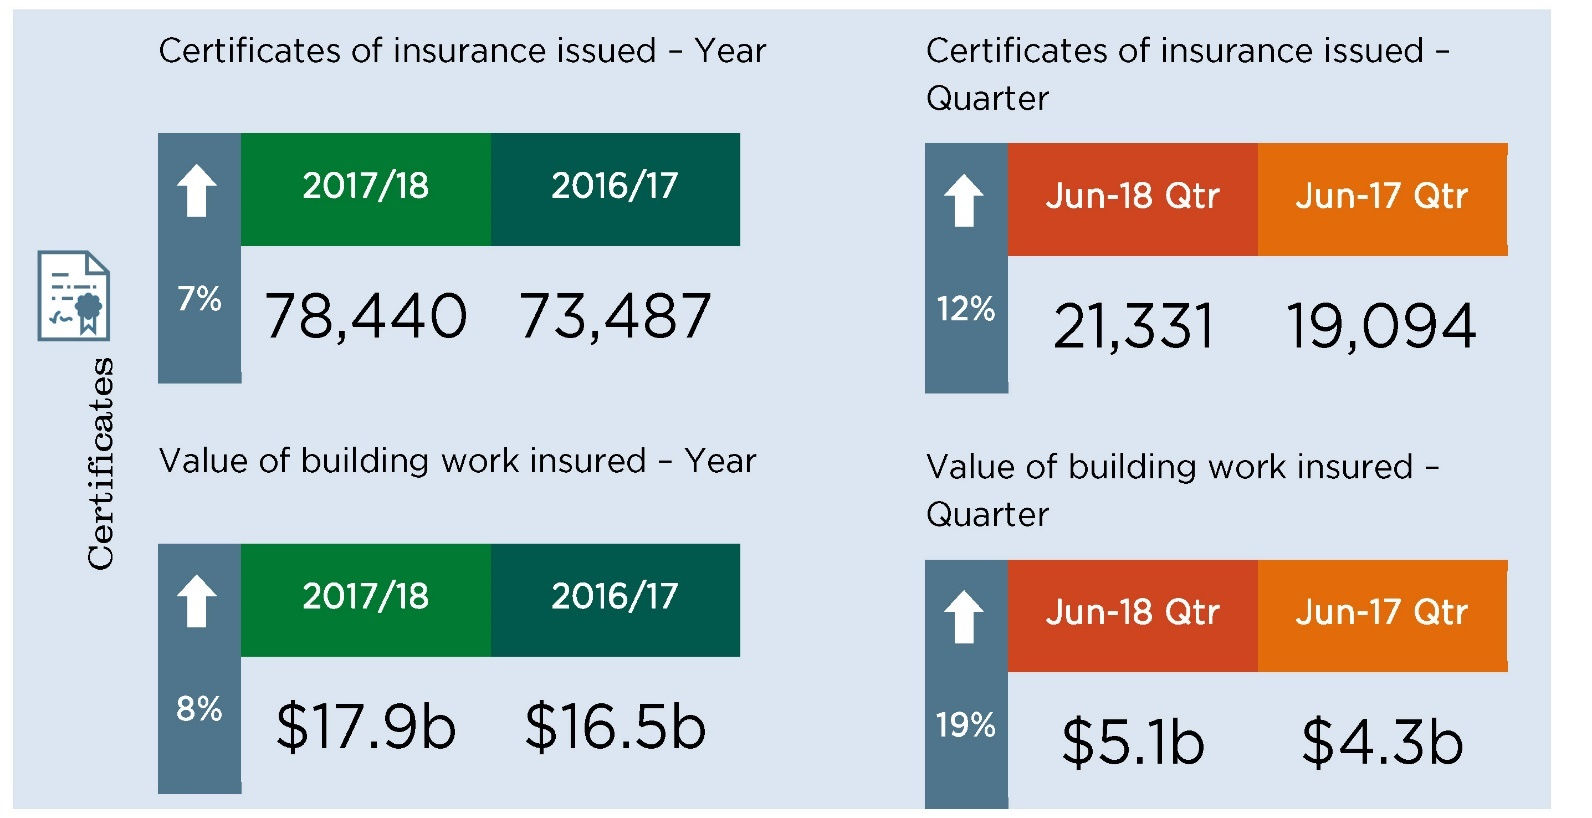 Certificates of insurance issued – Year
2017/18 2016/17
7% 78,440 73,487
Certificates of insurance issued –
Quarter
Jun-18 Qtr Jun-17 Qtr
12% 21,331 19,094
Certificates
Value of building work insured – Year
2017/18 2016/17
8% $17.9b $16.5b
Value of building work insured –
Quarter
Jun-18 Qtr Jun-17 Qtr
19% $5.1b $4.3b